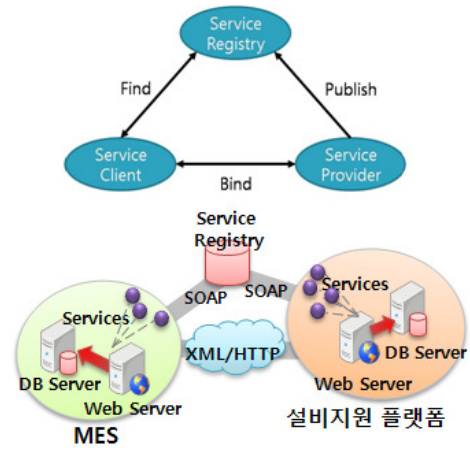 Service
Registry
Find
Publish
Service
Client
Service
Provider
Bind
Service
Registry
SOAP
SOAP
Services
Services
XML/HTTP
DB Server
Web Server
DB Server
Web Server
MES
설비지원 플랫폼